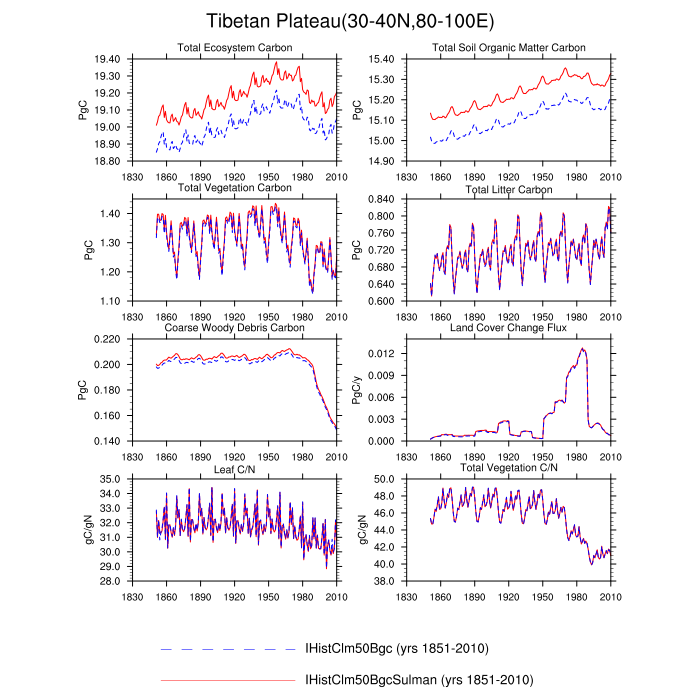 Tibetan Plateau(30-40N,80-100E)
Total Ecosystem Carbon
PgC
19.40
19.30
19.20
19.10
19.00
18.90
18.80
1830 1860 1890 1920 1950 1980 2010
Total Soil Organic Matter Carbon
PgC
15.40
15.30
15.20
15.10
15.00
14.90
1830 1860 1890 1920 1950 1980 2010
Total Vegetation Carbon
PgC
1.40
1.30
1.20
1.10
1830 1860 1890 1920 1950 1980 2010
Total Litter Carbon
PgC
0.840
0.800
0.760
0.720
0.680
0.640
0.600
1830 1860 1890 1920 1950 1980 2010
Coarse Woody Debris Carbon
PgC
0.220
0.200
0.180
0.160
0.140
1830 1860 1890 1920 1950 1980 2010
Land Cover Change Flux
PgC/y
0.012
0.009
0.006
0.003
0.000
1830 1860 1890 1920 1950 1980 2010
Leaf C/N
gC/gN
35.0
34.0
33.0
32.0
31.0
30.0
29.0
28.0
1830 1860 1890 1920 1950 1980 2010
Total Vegetation C/N
gC/gN
50.0
48.0
46.0
44.0
42.0
40.0
38.0
1830 1860 1890 1920 1950 1980 2010
IHistClm50Bgc (yrs 1851-2010)
IHistClm50BgcSulman (yrs 1851-2010)